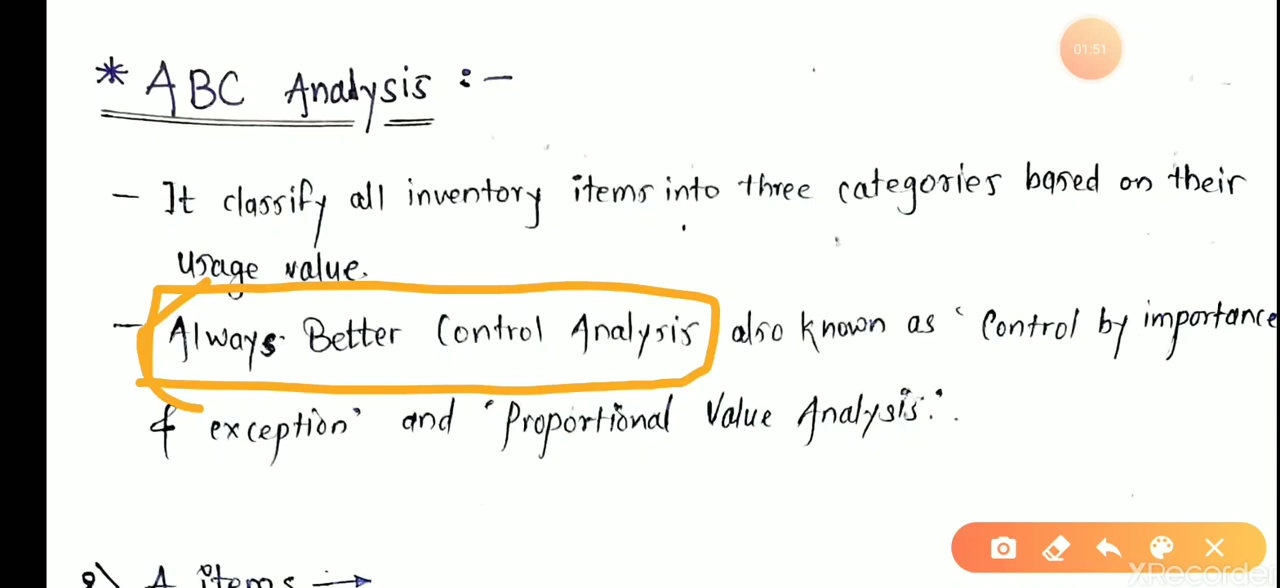 01:51
* ABC Analysis :-
- It classify all inventory items into three categories based on their
usage value.
- Always Better Control Analysis also known as ‘ Control by importance
& exception’ and ‘Proportional Value Analysis.’.
A items →
XRecorder